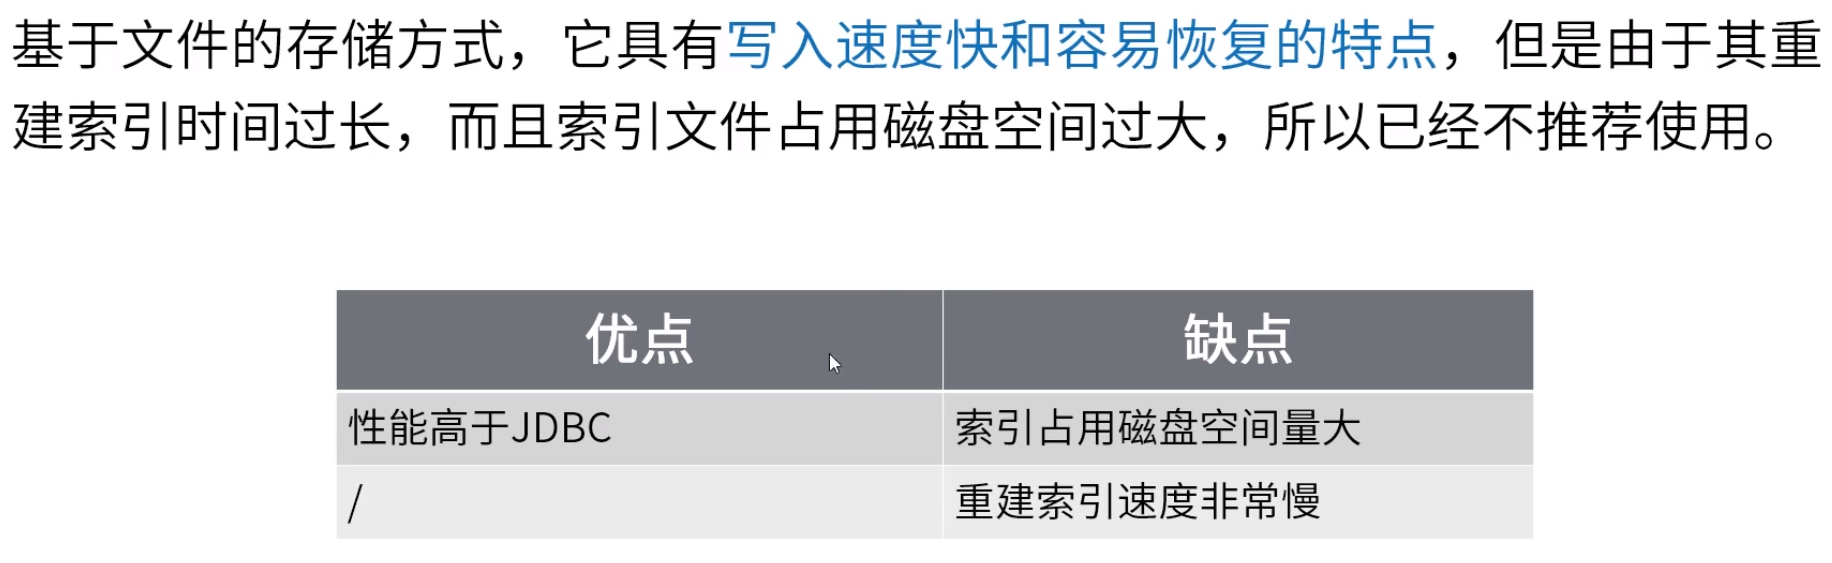 基于文件的存储方式，它具有写入速度快和容易恢复的特点，但是由于其重
建索引时间过长，而且索引文件占用磁盘空间过大，所以已经不推荐使用。
优点 缺点
性能高于JDBC 索引占用磁盘空间量大
/ 重建索引速度非常慢